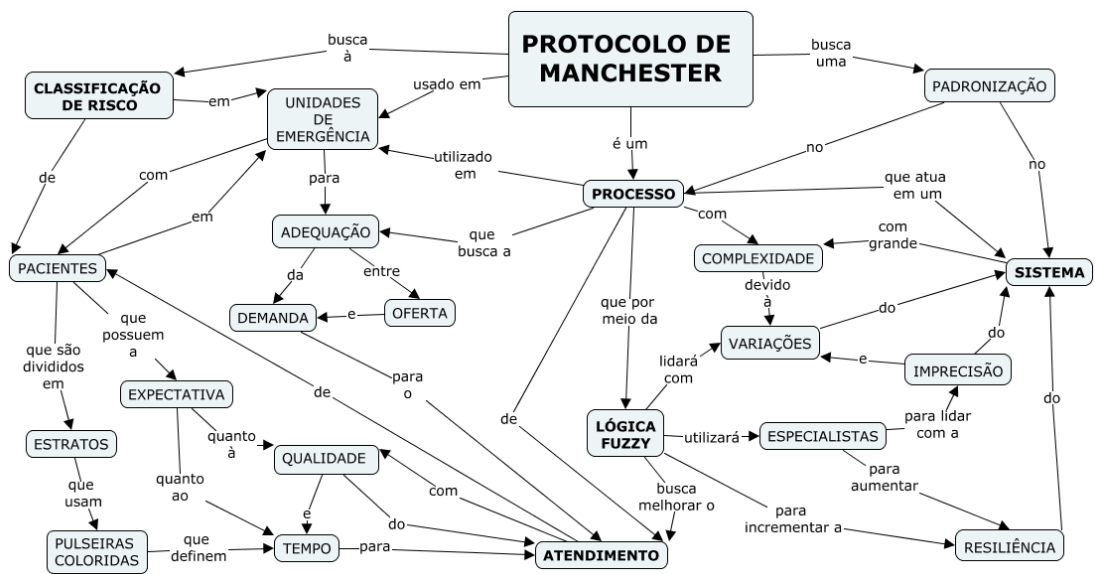 PROTOCOLO DE
MANCHESTER
busca
à
busca
uma
CLASSIFICAÇÃO
DE RISCO
em
UNIDADES
DE
EMERGÊNCIA
usado em
PADRONIZAÇÃO
é um
no
no
de
com
em
para
utilizado
em
PROCESSO
que atua
em um
com
com
grande
ADEQUAÇÃO
que
busca a
PACIENTES
COMPLEXIDADE
SISTEMA
da
entre
devido
à
DEMANDA
e
OFERTA
que por
meio da
do
VARIAÇÕES
do
que
possuem
a
que são
divididos
em
lidará
com
e
IMPRECISÃO
EXPECTATIVA
de
para
o
de
para lidar
com a
do
ESTRATOS
quanto
à
QUALIDADE
LÓGICA
FUZZY
utilizará
ESPECIALISTAS
que
usam
quanto
ao
com
busca
melhorar o
para
aumentar
e
do
para
incrementar a
PULSEIRAS
COLORIDAS
que
definem
TEMPO
para
ATENDIMENTO
RESILIÊNCIA